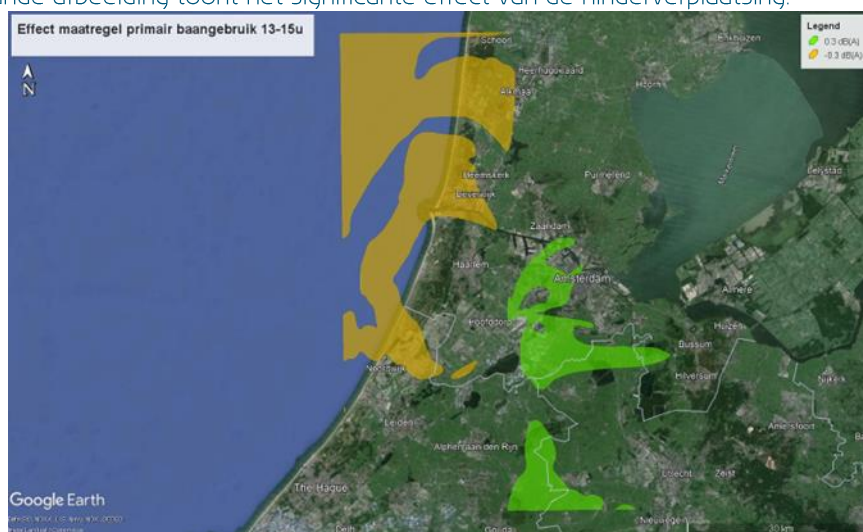 ande afbeelding toont het significante effect van de hinderverplaatsing.
Effect maatregel primair baangebruik 13-15u
Legend
0.3 dB(A)
-0.3 dB(A)
N
Schoorl
Enkhuizen
Heerhugowaard
Alkmaar
Hoorn
Heemskerk
Beverwijk
Purmerend
Markermeer
Lelystad
Zaandam
Haarlem
Amsterdam
Almere
Hoofddorp
Huizen
Bussum
Noordwijk
Hilversum
Nijkerk
Leiden
Amersfoort
Alphen aan den Rijn
Utrecht
Zeist
The Hague
Google Earth
Delft
Gouda
Nieuwegein
30 km